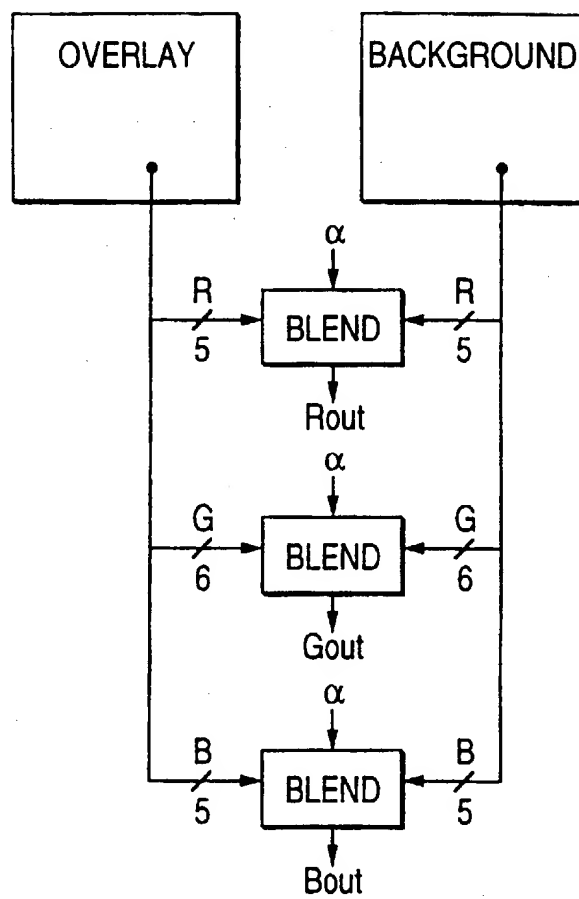 OVERLAY BACKGROUND
α
R R
BLEND
5 5
Rout
α
G G
BLEND
6 6
Gout
α
B B
BLEND
5 5
Bout